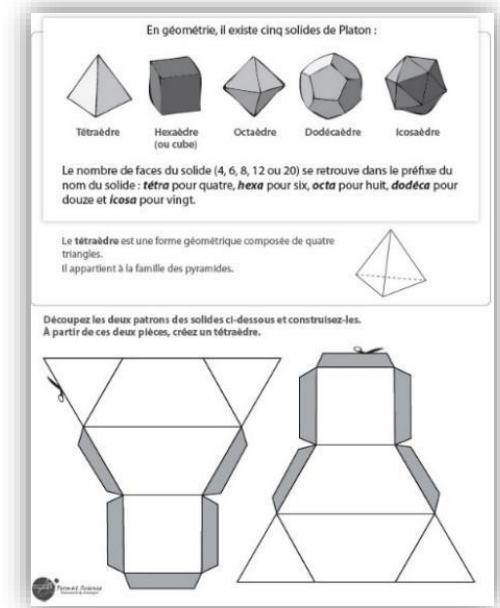 En géométrie, il existe cinq solides de Platon :
Tétraèdre
Hexaèdre
(ou cube)
Octaèdre
Dodécaèdre
Icosaèdre
Le nombre de faces du solide (4, 6, 8, 12 ou 20) se retrouve dans le préfixe du
nom du solide : tétra pour quatre, hexa pour six, octa pour huit, dodéca pour
douze et icosa pour vingt.
Le tétraèdre est une forme géométrique composée de quatre
triangles.
Il appartient à la famille des pyramides.
Découpez les deux patrons des solides ci-dessous et construisez-les.
À partir de ces deux pièces, créez un tétraèdre.